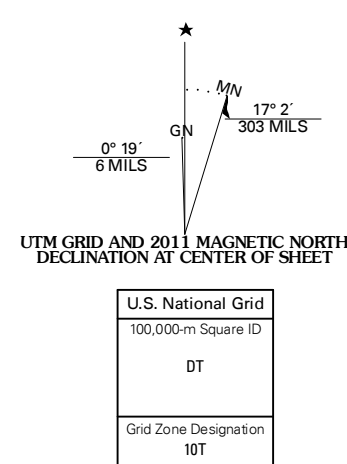 MN
GN
17° 2´
303 MILS
0° 19´
6 MILS
UTM GRID AND 2011 MAGNETIC NORTH
DECLINATION AT CENTER OF SHEET
U.S. National Grid
100,000-m Square ID
DT
Grid Zone Designation
10T